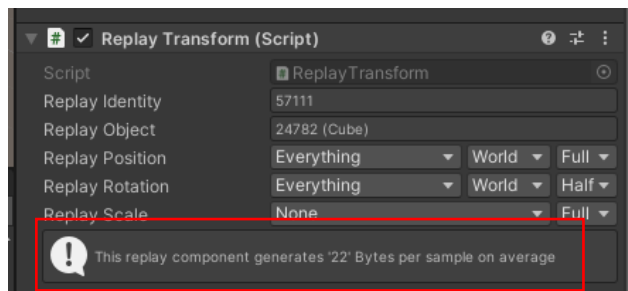 Replay Transform (Script)
Script ReplayTransform
Replay Identity 57111
Replay Object 24782 (Cube)
Replay Position Everything World Full
Replay Rotation Everything World Half
Replay Scale None Full
This replay component generates '22' Bytes per sample on average